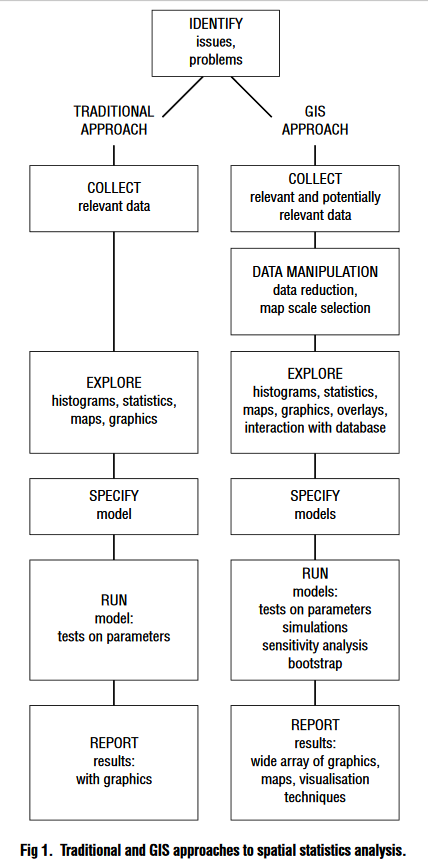 IDENTIFY
issues,
problems
TRADITIONAL
APPROACH
GIS
APPROACH
COLLECT
relevant data
COLLECT
relevant and potentially
relevant data
DATA MANIPULATION
data reduction,
map scale selection
EXPLORE
histograms, statistics,
maps, graphics
EXPLORE
histograms, statistics,
maps, graphics, overlays,
interaction with database
SPECIFY
model
SPECIFY
models
RUN
model:
tests on parameters
RUN
models:
tests on parameters
simulations
sensitivity analysis
bootstrap
REPORT
results:
with graphics
REPORT
results:
wide array of graphics,
maps, visualisation
techniques
Fig 1. Traditional and GIS approaches to spatial statistics analysis.